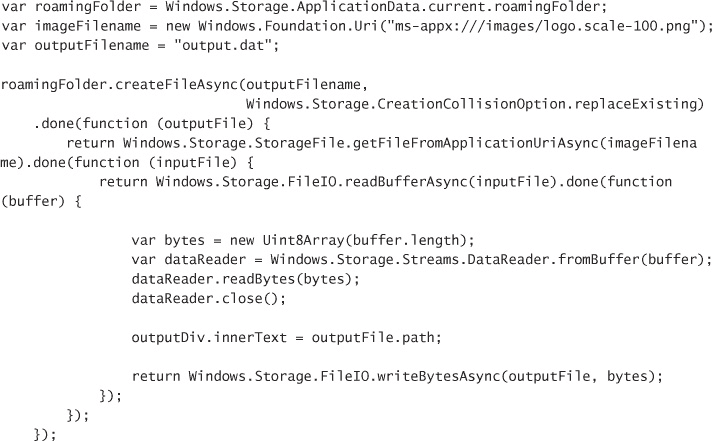 var roamingFolder = Windows.Storage.ApplicationData.current.roamingFolder;
var imageFilename = new Windows.Foundation.Uri("ms-appx:///images/logo.scale-100.png");
var outputFilename = "output.dat";

roamingFolder.createFileAsync(outputFilename,
                              Windows.Storage.CreationCollisionOption.replaceExisting)
    .done(function (outputFile) {
        return Windows.Storage.StorageFile.getFileFromApplicationUriAsync(imageFilena
me).done(function (inputFile) {
            return Windows.Storage.FileIO.readBufferAsync(inputFile).done(function
(buffer) {

                var bytes = new Uint8Array(buffer.length);
                var dataReader = Windows.Storage.Streams.DataReader.fromBuffer(buffer);
                dataReader.readBytes(bytes);
                dataReader.close();

                outputDiv.innerText = outputFile.path;

                return Windows.Storage.FileIO.writeBytesAsync(outputFile, bytes);
            });
        });
    });